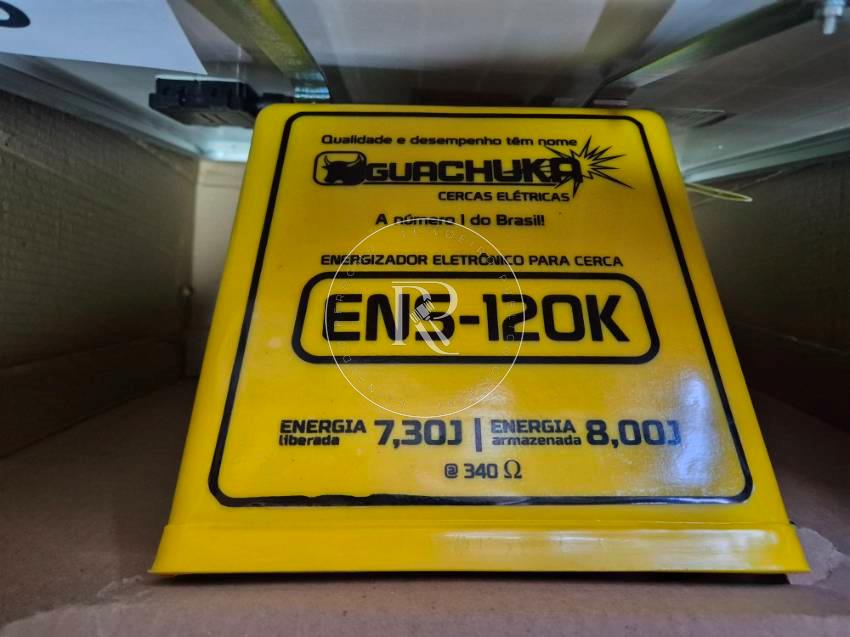 Qualidade e desempenho têm nome
GUACHUKA
CERCAS ELÉTRICAS
A número 1 do Brasil!
ENERGIZADOR ELETRÔNICO PARA CERCA
ENS-120K
ENERGIA liberada 7,30J | ENERGIA armazenada 8,00J
@ 340 Ω